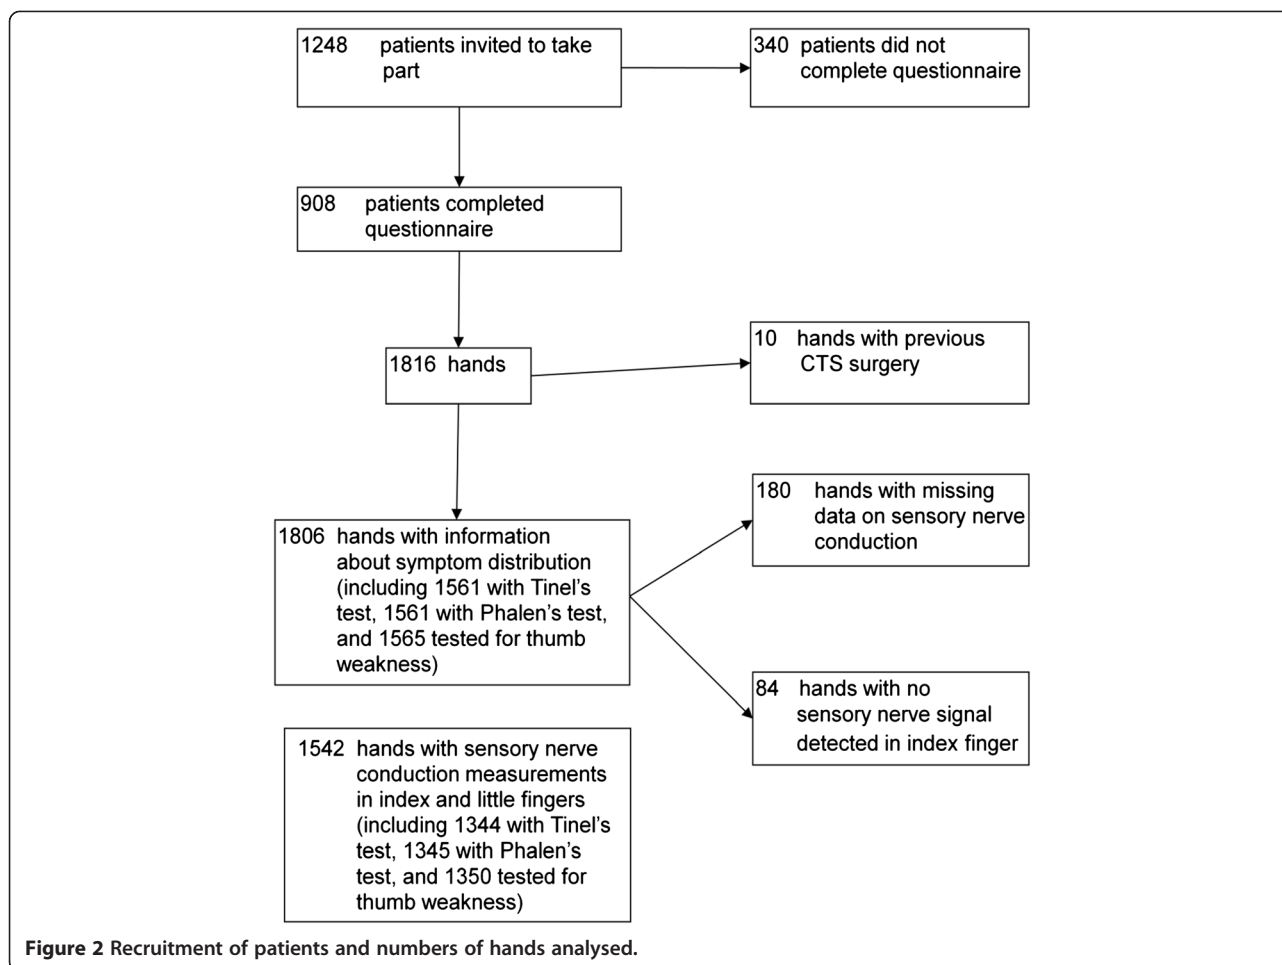 1248 patients invited to take
part
340 patients did not
complete questionnaire
908 patients completed
questionnaire
1816 hands
10 hands with previous
CTS surgery
1806 hands with information
about symptom distribution
(including 1561 with Tinel’s
test, 1561 with Phalen’s test,
and 1565 tested for thumb
weakness)
180 hands with missing
data on sensory nerve
conduction
84 hands with no
sensory nerve signal
detected in index finger
1542 hands with sensory nerve
conduction measurements
in index and little fingers
(including 1344 with Tinel’s
test, 1345 with Phalen’s
test, and 1350 tested for
thumb weakness)
Figure 2 Recruitment of patients and numbers of hands analysed.